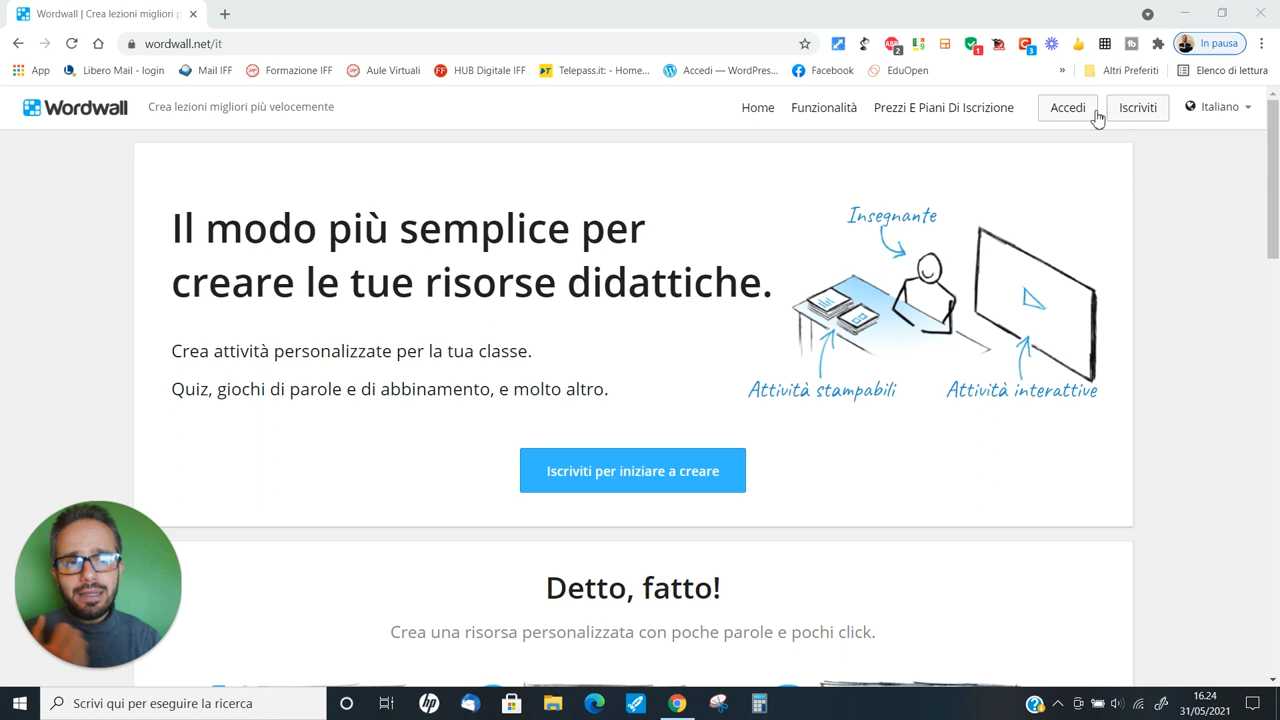 Wordwall | Crea lezioni migliori p
wordwall.net/it
ABP
2
1
3
In pausa
App
Libero Mail - login
Mail IFF
Formazione IFF
Aule Virtuali
HUB Digitale IFF
Telepass.it: - Home...
Accedi — WordPres...
Facebook
EduOpen
»
Altri Preferiti
Elenco di lettura
Wordwall
Crea lezioni migliori più velocemente
Home
Funzionalità
Prezzi E Piani Di Iscrizione
Accedi
Iscriviti
Italiano
Il modo più semplice per
creare le tue risorse didattiche.
Crea attività personalizzate per la tua classe.
Quiz, giochi di parole e di abbinamento, e molto altro.
Insegnante
Attività stampabili
Attività interattive
Iscriviti per iniziare a creare
Detto, fatto!
Crea una risorsa personalizzata con poche parole e pochi click.
Scrivi qui per eseguire la ricerca
hp
16.24
31/05/2021